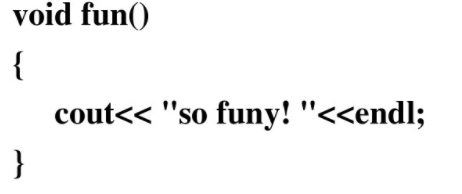 void fun()
{
cout<< "so funy! "<<endl;
}